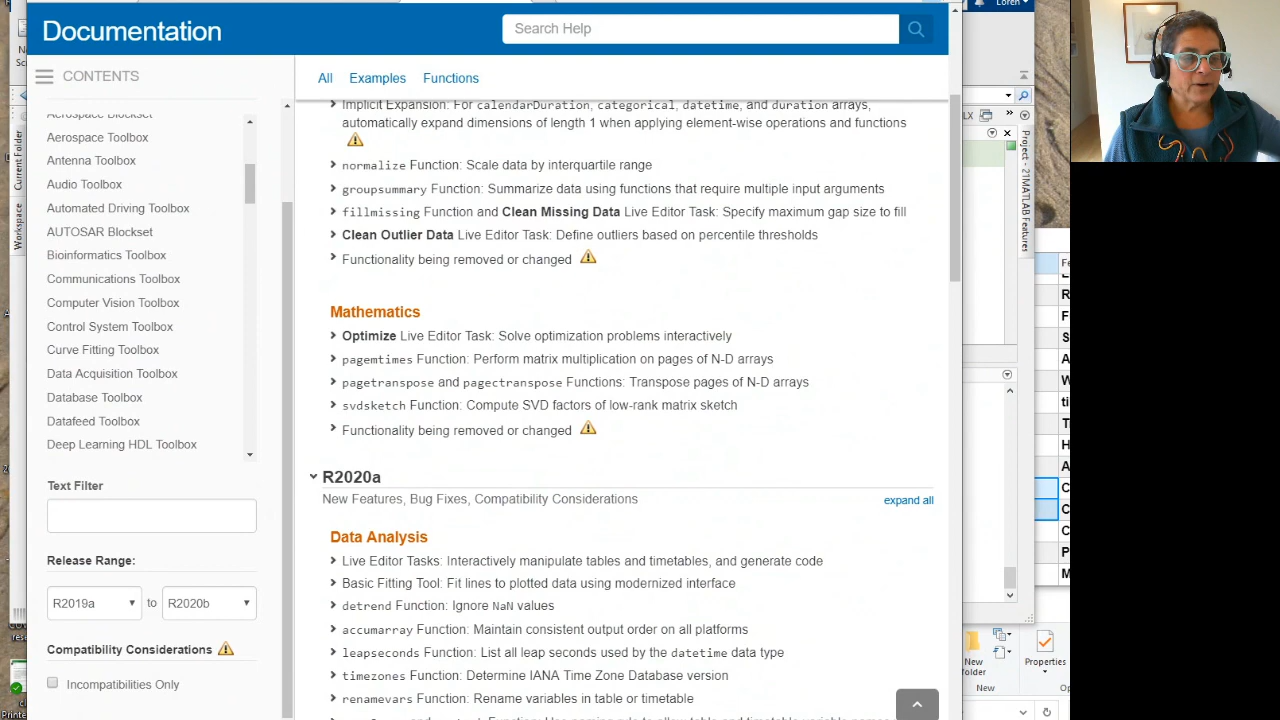 Documentation
Search Help
Loren
CONTENTS
All Examples Functions
Aerospace Blockset
Aerospace Toolbox
Antenna Toolbox
Audio Toolbox
Automated Driving Toolbox
AUTOSAR Blockset
Bioinformatics Toolbox
Communications Toolbox
Computer Vision Toolbox
Control System Toolbox
Curve Fitting Toolbox
Data Acquisition Toolbox
Database Toolbox
Datafeed Toolbox
Deep Learning HDL Toolbox
Text Filter
Release Range:
R2019a to R2020b
Compatibility Considerations
Incompatibilities Only
Implicit Expansion: For calendarDuration, categorical, datetime, and duration arrays,
automatically expand dimensions of length 1 when applying element-wise operations and functions
normalize Function: Scale data by interquartile range
groupsummary Function: Summarize data using functions that require multiple input arguments
fillmissing Function and Clean Missing Data Live Editor Task: Specify maximum gap size to fill
Clean Outlier Data Live Editor Task: Define outliers based on percentile thresholds
Functionality being removed or changed
Mathematics
Optimize Live Editor Task: Solve optimization problems interactively
pagemtimes Function: Perform matrix multiplication on pages of N-D arrays
pagetranspose and pagectranspose Functions: Transpose pages of N-D arrays
svdsketch Function: Compute SVD factors of low-rank matrix sketch
Functionality being removed or changed
R2020a
New Features, Bug Fixes, Compatibility Considerations
expand all
Data Analysis
Live Editor Tasks: Interactively manipulate tables and timetables, and generate code
Basic Fitting Tool: Fit lines to plotted data using modernized interface
detrend Function: Ignore NaN values
accumarray Function: Maintain consistent output order on all platforms
leapseconds Function: List all leap seconds used by the datetime data type
timezones Function: Determine IANA Time Zone Database version
renamevars Function: Rename variables in table or timetable
Current Folder
Workspace
Project - 21MATLAB Features
New
Properties
New